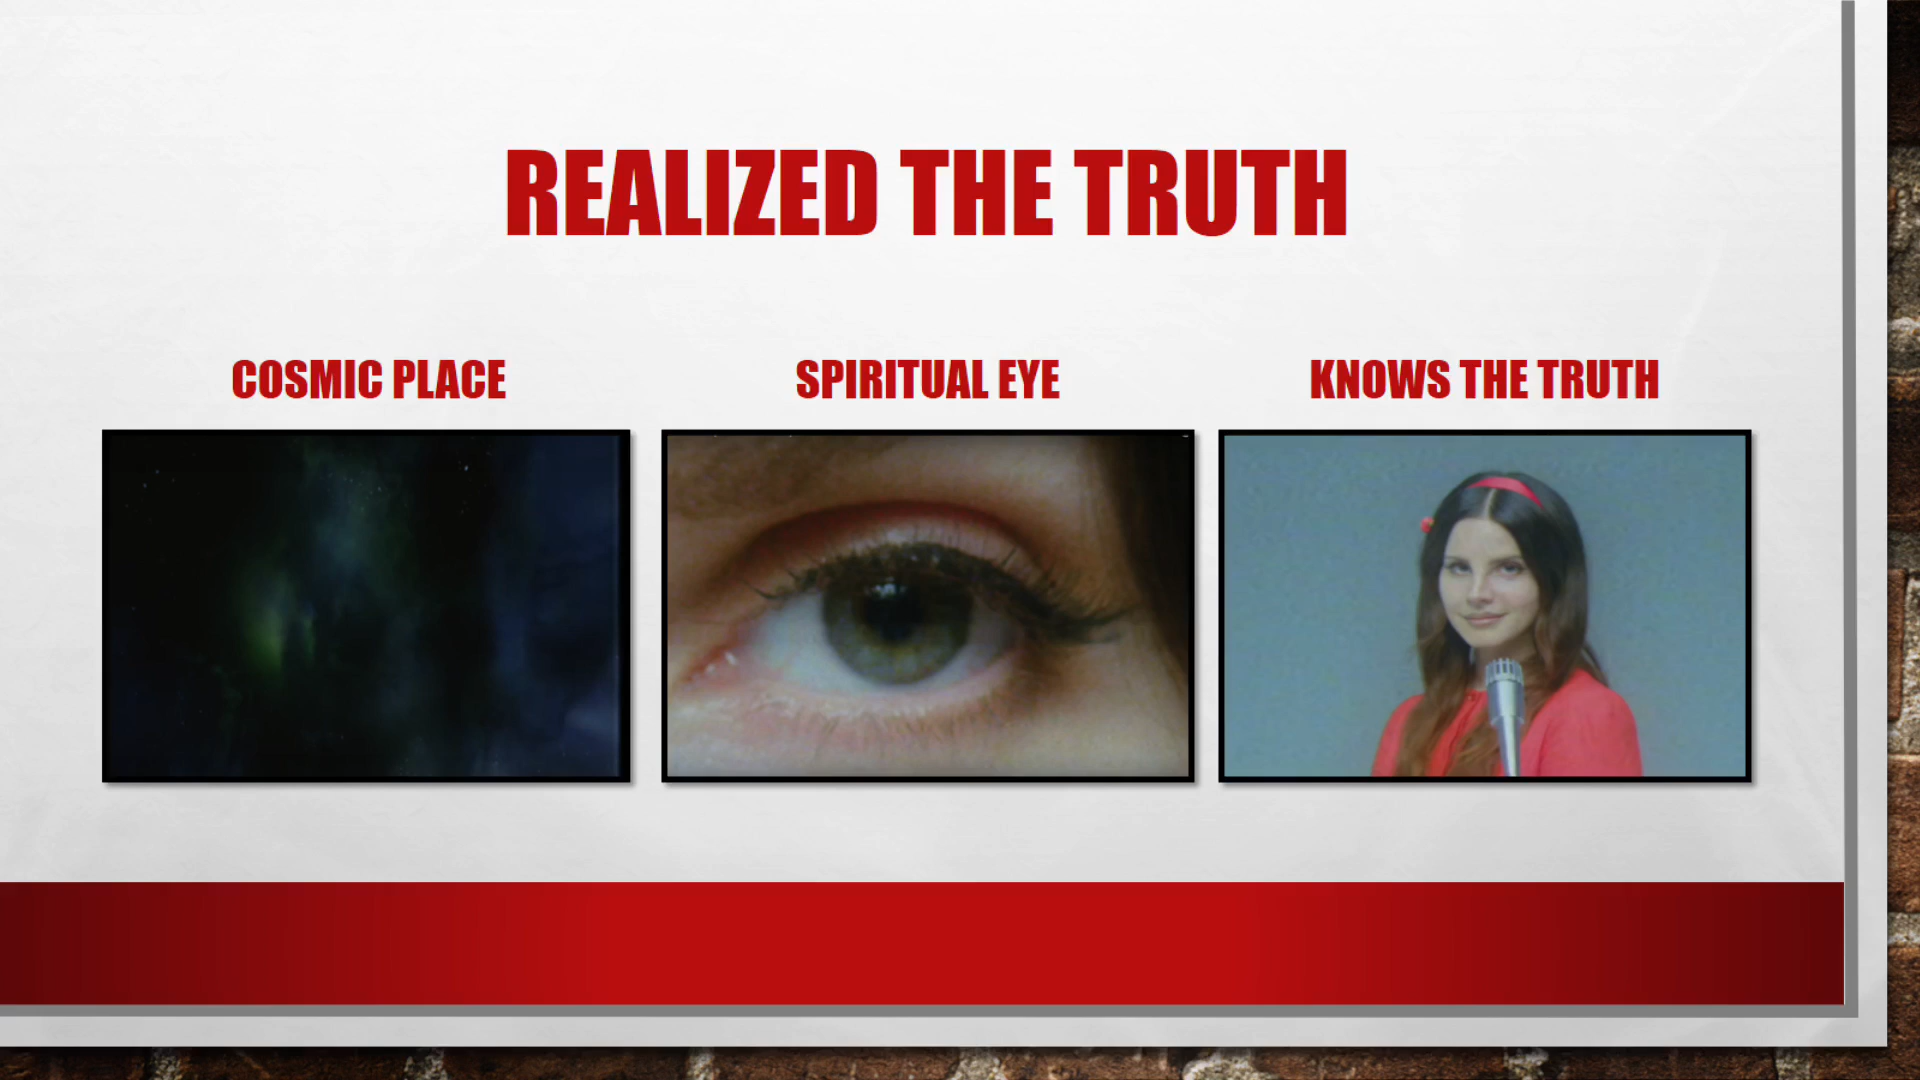 REALIZED THE TRUTH
COSMIC PLACE
SPIRITUAL EYE
KNOWS THE TRUTH